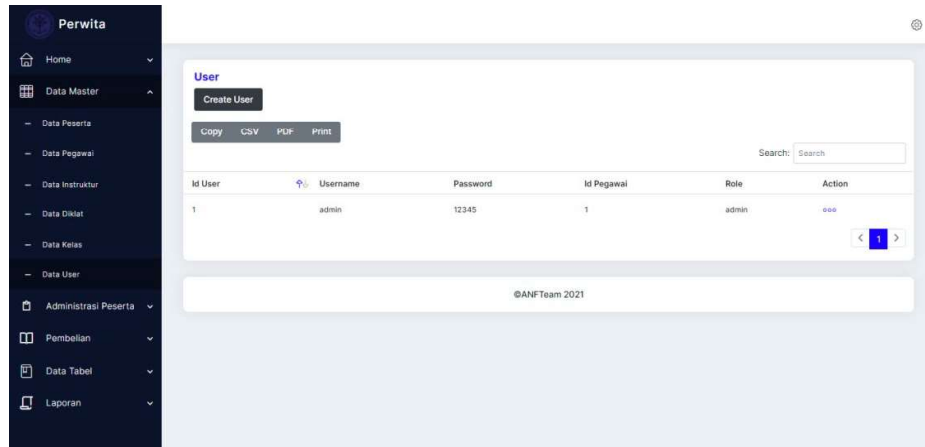 Perwita
Home
Data Master
Data Peserta
Data Pegawai
Data Instruktur
Data Diklat
Data Kelas
Data User
Administrasi Peserta
Pembelian
Data Tabel
Laporan
User
Create User
Copy CSV PDF Print
Search: Search
Id User Username Password Id Pegawai Role Action
1 admin 12345 1 admin
< 1 >
©ANFTeam 2021